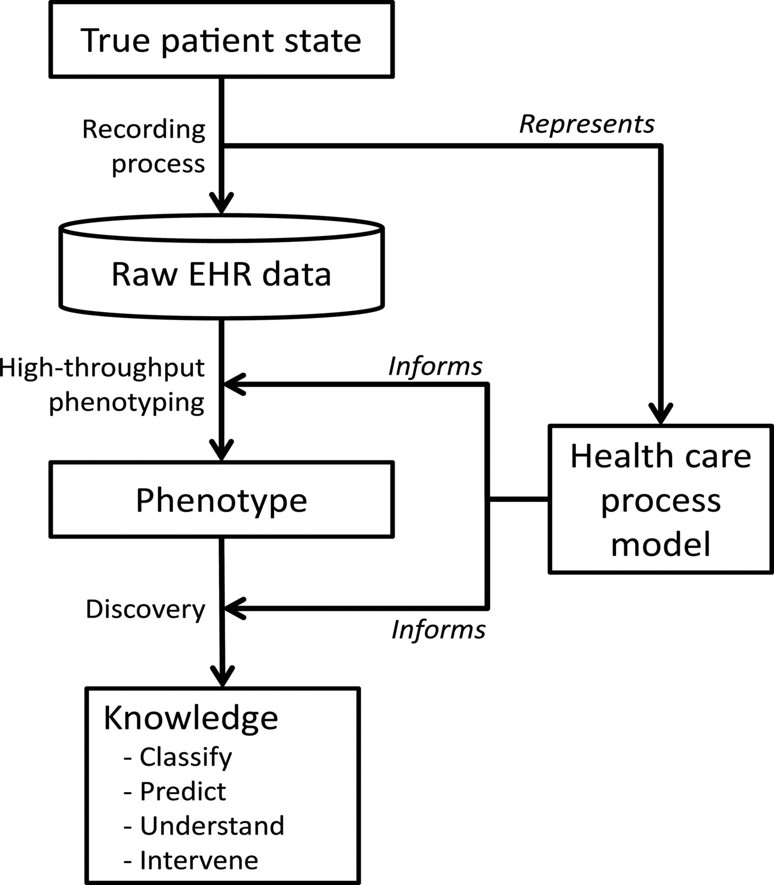 True patient state
Recording
process
Represents
Raw EHR data
High-throughput
phenotyping
Informs
Health care
process
model
Phenotype
Discovery
Informs
Knowledge
- Classify
- Predict
- Understand
- Intervene